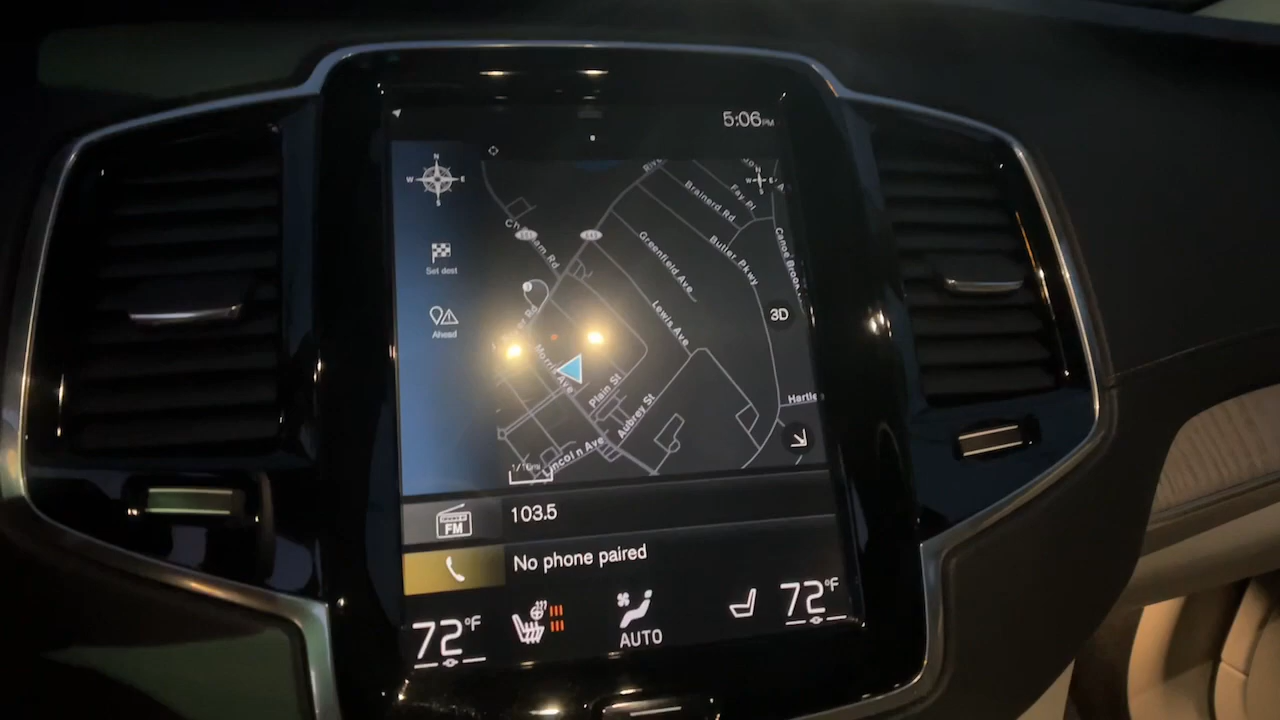 5:06PM
N
W E
S
W E
Set dest
Ahead
Brainerd Rd
Fay Pl
Butler Pkwy
Greenfield Ave
Lewis Ave
3D
Morris Ave
Plain St
Aubrey St
Lincoln Ave
FM
103.5
No phone paired
72°F
AUTO
72°F